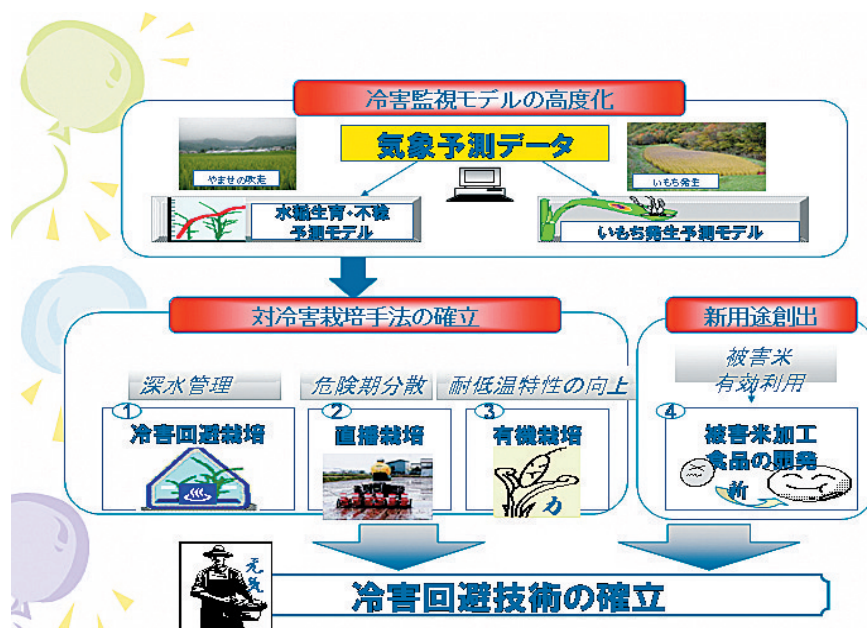 冷害監視モデルの高度化
気象予測データ
やませの吹走
いもち発生
水稲生育・不稔
予測モデル
いもち発生予測モデル
対冷害栽培手法の確立
新用途創出
深水管理
危険期分散
耐低温特性の向上
被害米
有効利用
①
冷害回避栽培
②
直播栽培
③
有機栽培
力
④
被害米加工
食品の開発
新
元気
冷害回避技術の確立